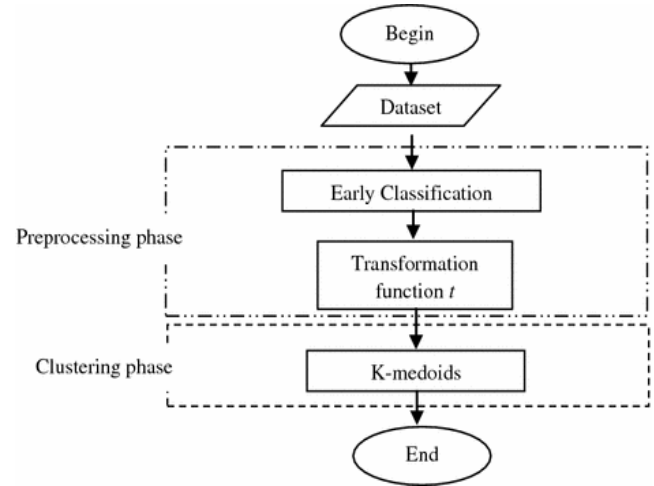 Begin
Dataset
Early Classification
Preprocessing phase
Transformation
function t
Clustering phase
K-medoids
End